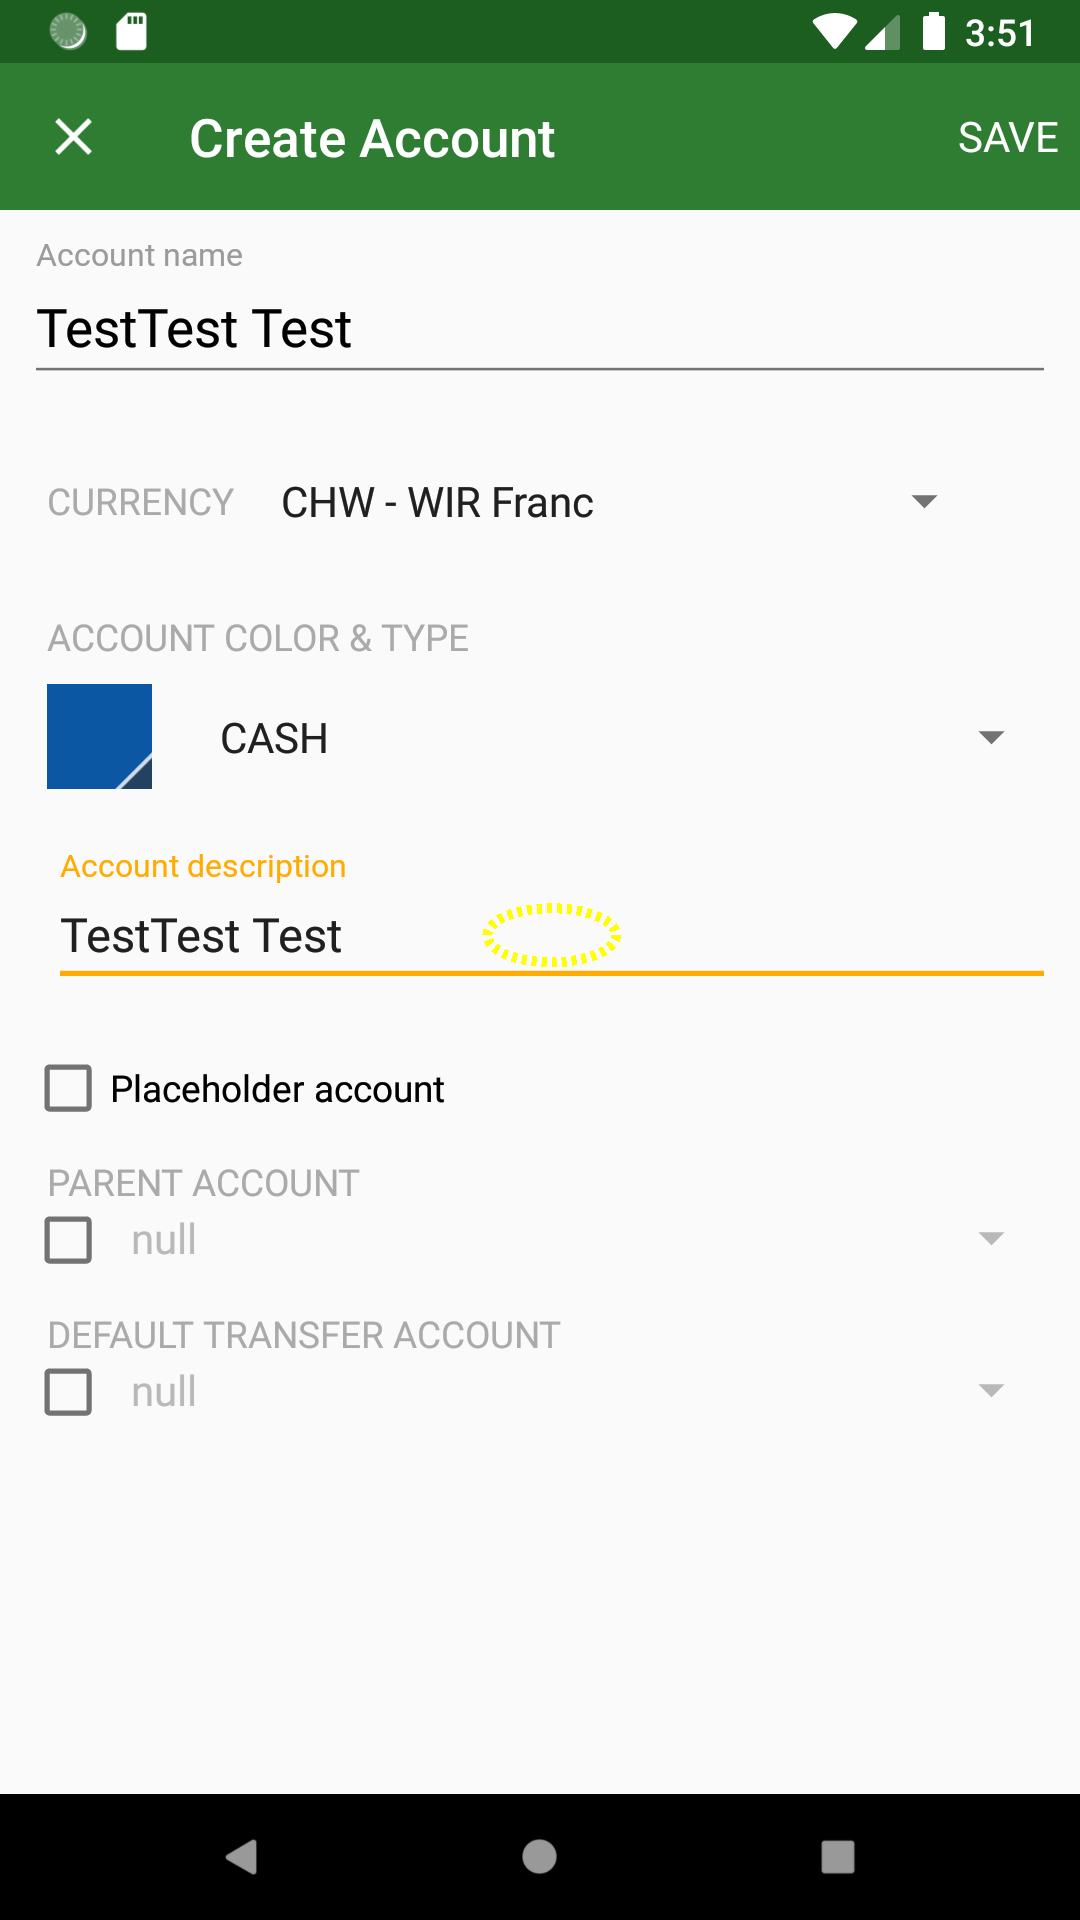 3:51
Create Account
SAVE
Account name
TestTest Test
CURRENCY
CHW - WIR Franc
ACCOUNT COLOR & TYPE
CASH
Account description
TestTest Test
Placeholder account
PARENT ACCOUNT
null
DEFAULT TRANSFER ACCOUNT
null